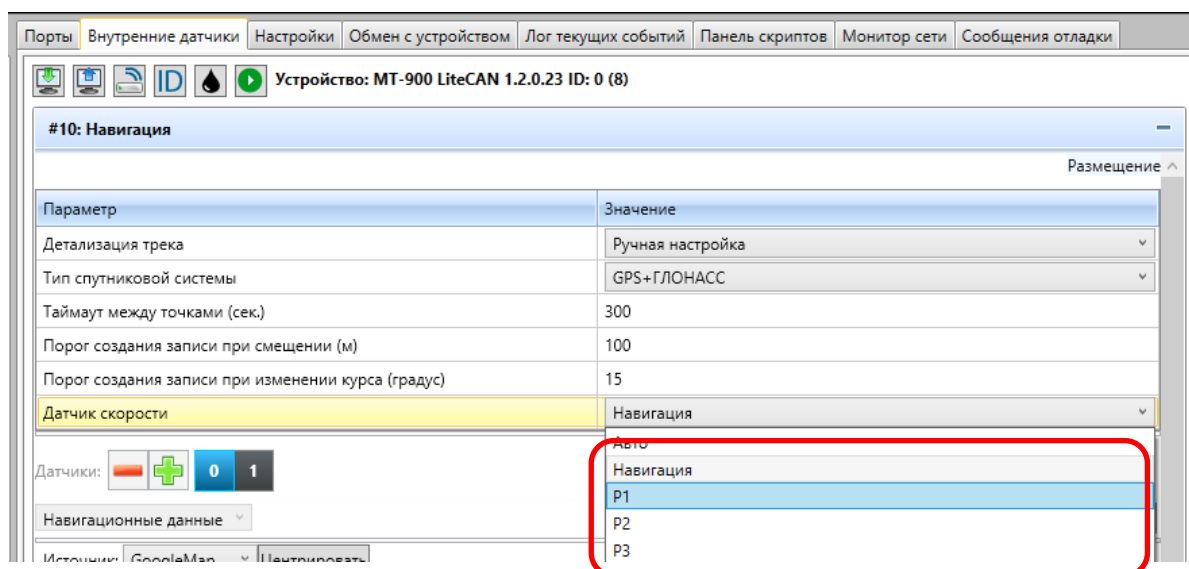 Порты Внутренние датчики Настройки Обмен с устройством Лог текущих событий Панель скриптов Монитор сети Сообщения отладки
ID Устройство: МТ-900 LiteCAN 1.2.0.23 ID: 0 (8)
#10: Навигация
Размещение
Параметр Значение
Детализация трека Ручная настройка
Тип спутниковой системы GPS+ГЛОНАСС
Таймаут между точками (сек.) 300
Порог создания записи при смещении (м) 100
Порог создания записи при изменении курса (градус) 15
Датчик скорости Навигация
Авто
Датчики: 0 1 Навигация
P1
Навигационные данные P2
Источник: GoogleMap Центрировать P3